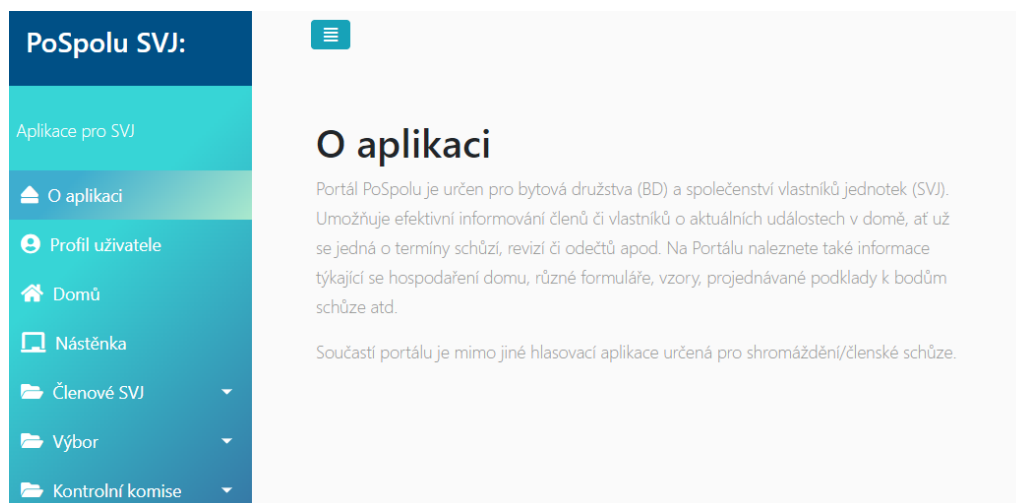 PoSpolu SVJ:
Aplikace pro SVJ
O aplikaci
Profil uživatele
Domů
Nástěnka
Členové SVJ
Výbor
Kontrolní komise
O aplikaci
Portál PoSpolu je určen pro bytová družstva (BD) a společenství vlastníků jednotek (SVJ).
Umožňuje efektivní informování členů či vlastníků o aktuálních událostech v domě, ať už
se jedná o termíny schůzí, revizí či odečtů apod. Na Portálu naleznete také informace
týkající se hospodaření domu, různé formuláře, vzory, projednávané podklady k bodům
schůze atd.
Součastí portálu je mimo jiné hlasovací aplikace určená pro shromáždění/členské schůze.